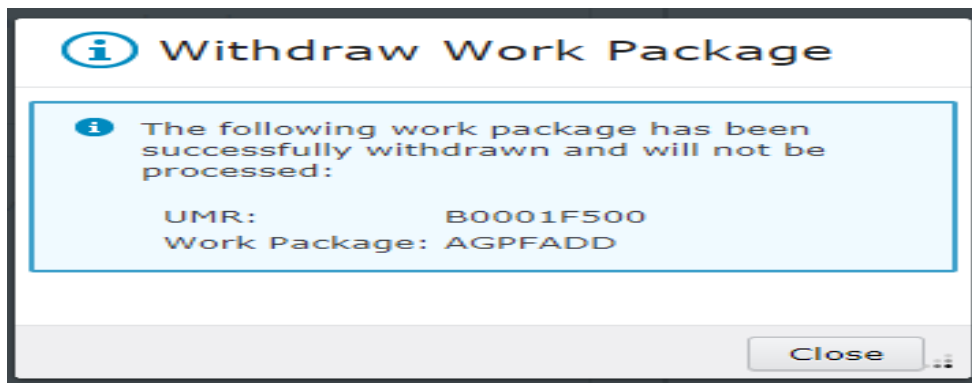 Withdraw Work Package
The following work package has been
successfully withdrawn and will not be
processed:
UMR: B0001F500
Work Package: AGPFADD
Close